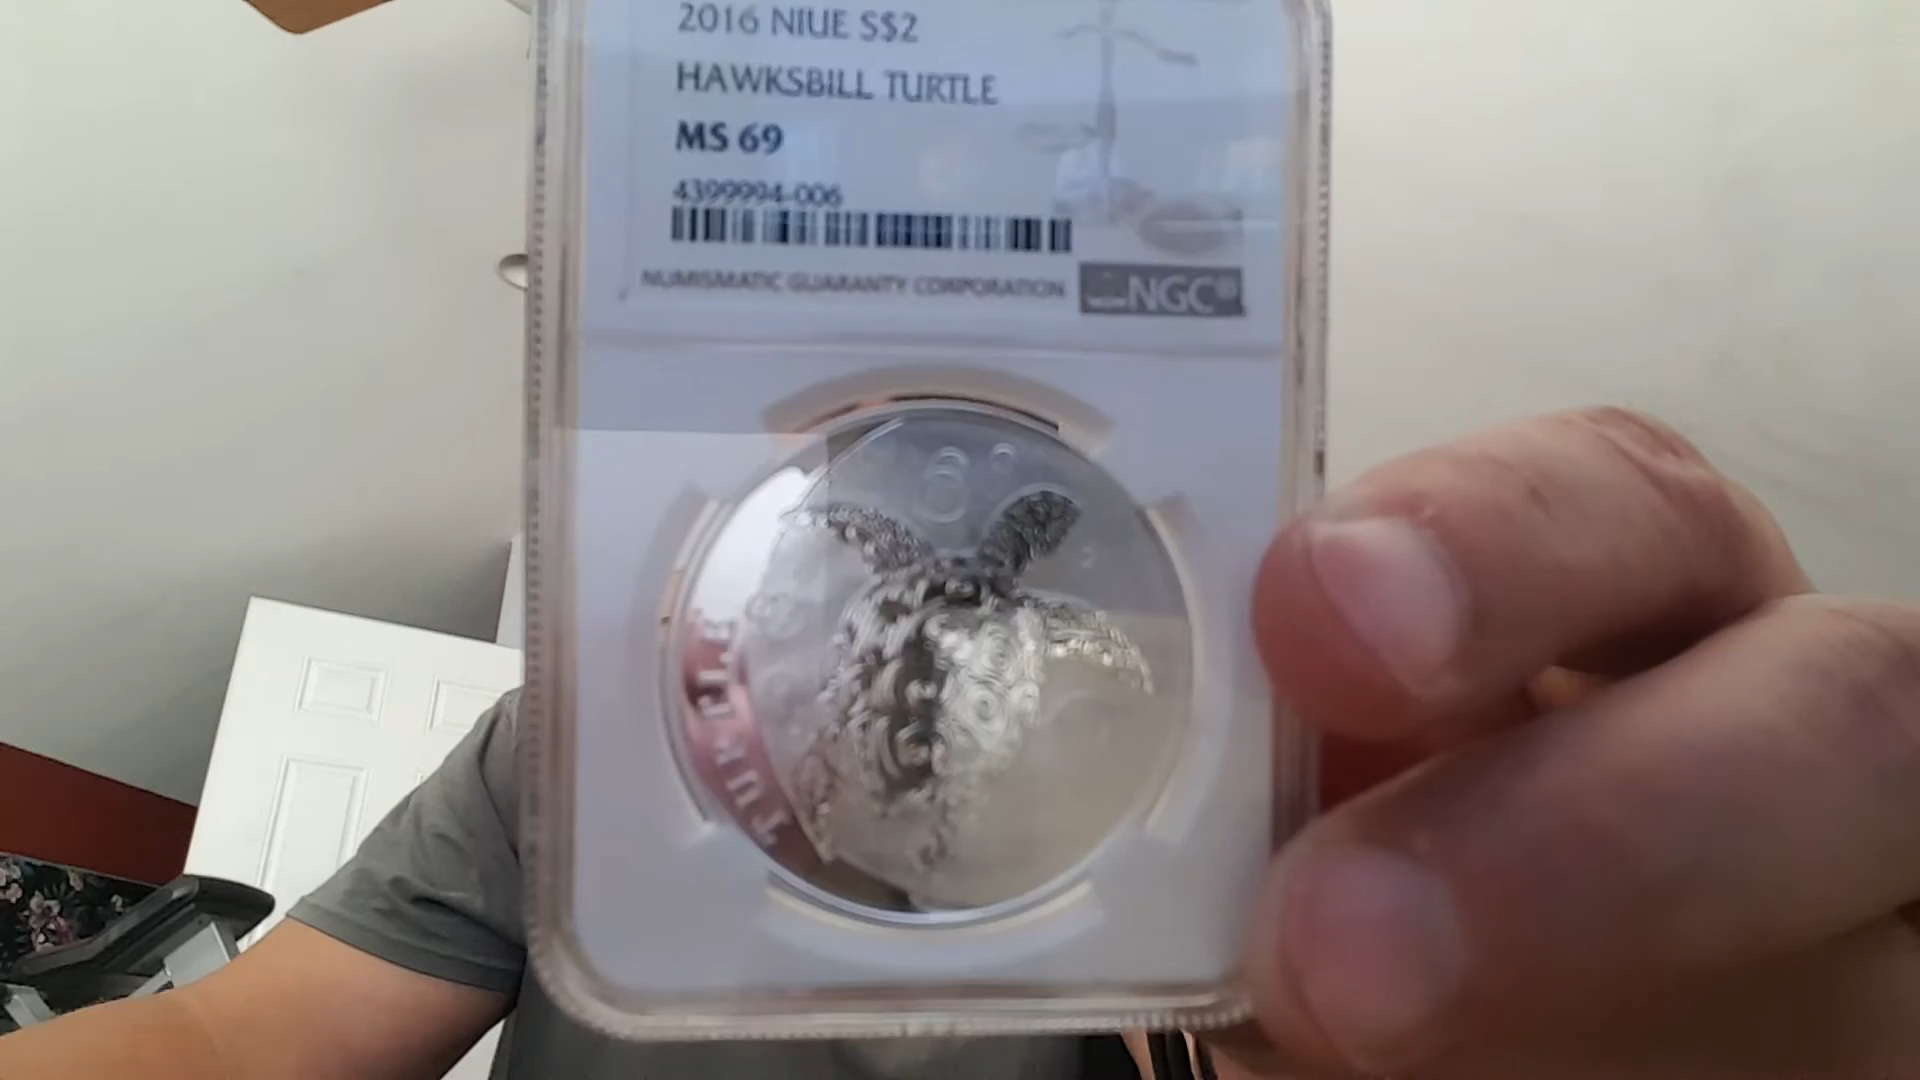 2016 NIUE S$2
HAWKSBILL TURTLE
MS 69
4399994-006
NUMISMATIC GUARANTY CORPORATION
NGC®